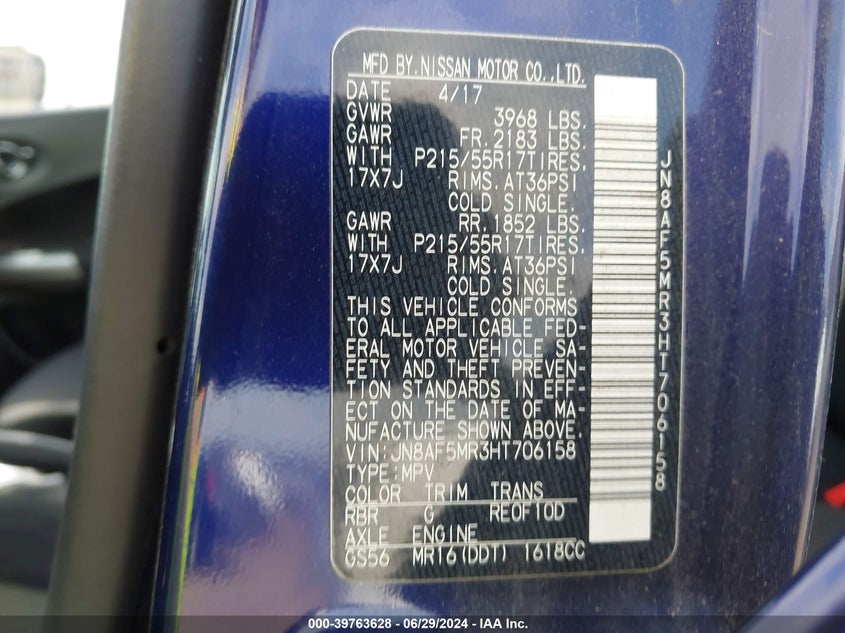 MFD BY.NISSAN MOTOR CO.,LTD.
DATE 4/17
GVWR 3968 LBS.
GAWR FR.2183 LBS.
WITH P215/55R17TIRES.
17X7J RIMS.AT36PSI
COLD SINGLE.
GAWR RR.1852 LBS.
WITH P215/55R17TIRES.
17X7J RIMS.AT36PSI
COLD SINGLE.
THIS VEHICLE CONFORMS
TO ALL APPLICABLE FED-
ERAL MOTOR VEHICLE SA-
FETY AND THEFT PREVEN-
TION STANDARDS IN EFF-
ECT ON THE DATE OF MA-
NUFACTURE SHOWN ABOVE.
VIN:JN8AF5MR3HT706158
TYPE:MPV
COLOR TRIM TRANS
RBR G RE0F10D
AXLE ENGINE
GS56 MR16(DDT) 1618CC
JN8AF5MR3HT706158
000-39763628 - 06/29/2024 - IAA, Inc.